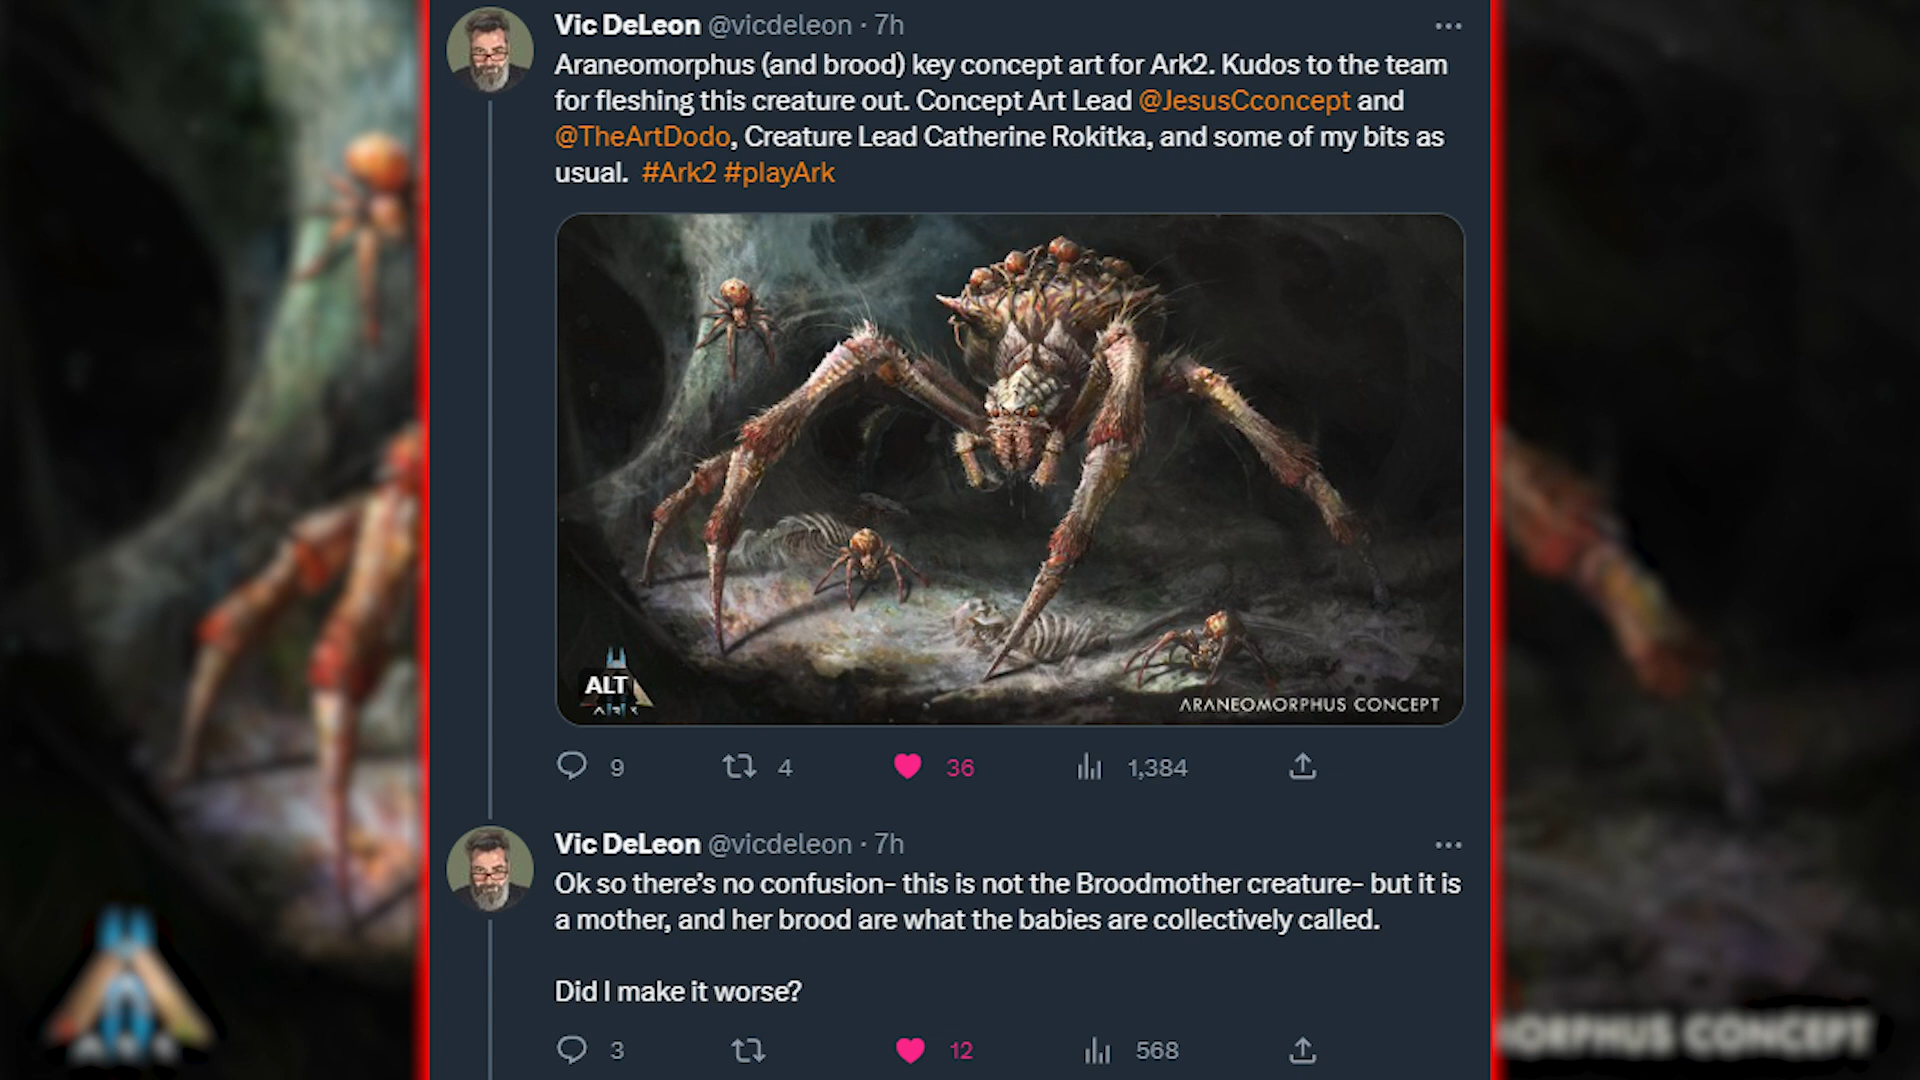 Vic DeLeon @vicdeleon · 7h
Araneomorphus (and brood) key concept art for Ark2. Kudos to the team
for fleshing this creature out. Concept Art Lead @JesusCconcept and
@TheArtDodo, Creature Lead Catherine Rokitka, and some of my bits as
usual. #Ark2 #playArk
ALT
ARK
ARANEOMORPHUS CONCEPT
9 4 36 1,384
Vic DeLeon @vicdeleon · 7h
Ok so there's no confusion- this is not the Broodmother creature- but it is
a mother, and her brood are what the babies are collectively called.
Did I make it worse?
3 12 568
ARK
ORPHUS CONCEPT